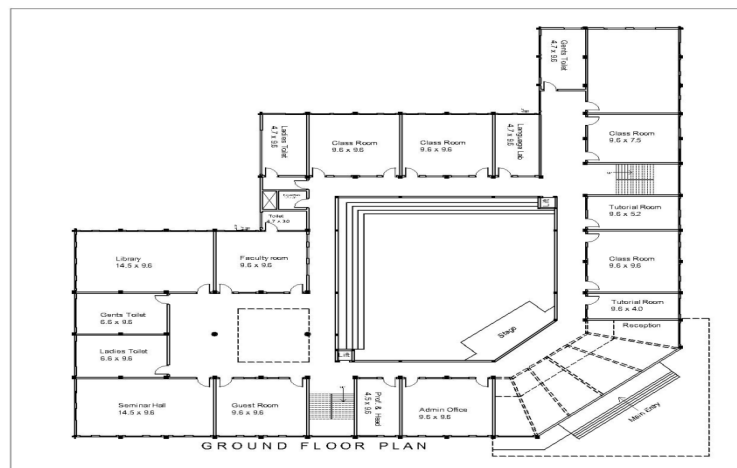 Gents Toilet
4.7 x 9.6
Ladies Toilet
4.7 x 9.6
Class Room
9.6 x 9.6
Class Room
9.6 x 9.6
Language Lab
4.7 x 9.6
Class Room
9.6 x 7.5
Toilet
4.7 x 3.0
Tutorial Room
9.6 x 5.2
Library
14.5 x 9.6
Faculty room
9.6 x 9.6
Class Room
9.6 x 9.6
Gents Toilet
6.6 x 9.6
Tutorial Room
9.6 x 4.0
Reception
Stage
Ladies Toilet
6.6 x 9.6
Seminar Hall
14.5 x 9.6
Guest Room
9.6 x 9.6
Prof. & Head
4.5 x 9.6
Admin Office
9.6 x 9.6
Main Entry
GROUND FLOOR PLAN